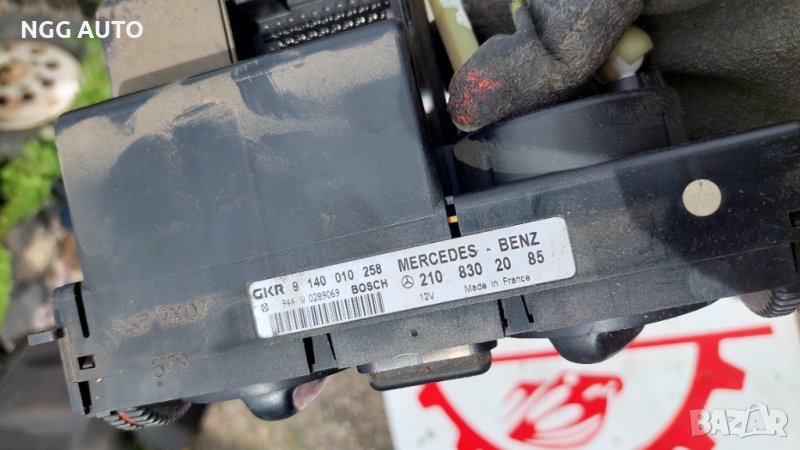 NGG AUTO
GKR 9 140 010 258 MERCEDES - BENZ
944 0289069 BOSCH 210 830 20 85
12V Made in France
579
BAZAR